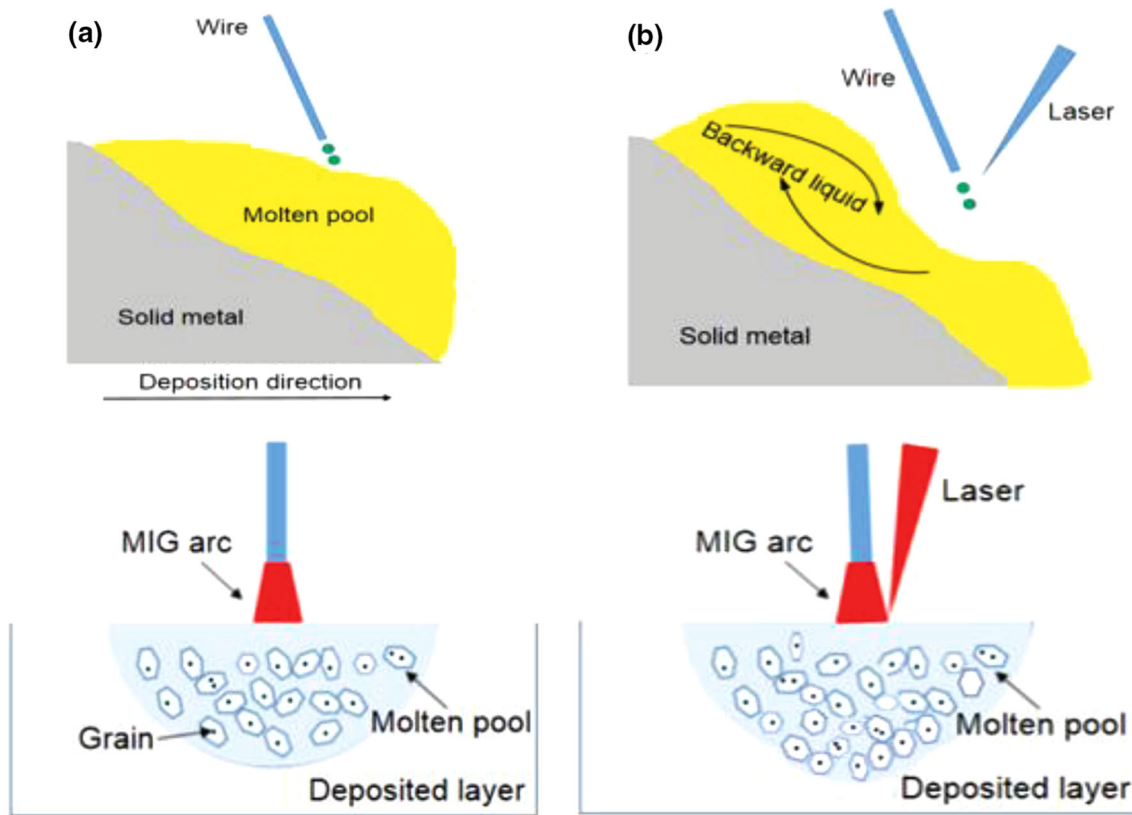 (a)
Wire
Molten pool
Solid metal
Deposition direction
MIG arc
Grain
Molten pool
Deposited layer
(b)
Wire
Laser
Backward liquid
Solid metal
Laser
MIG arc
Molten pool
Deposited layer